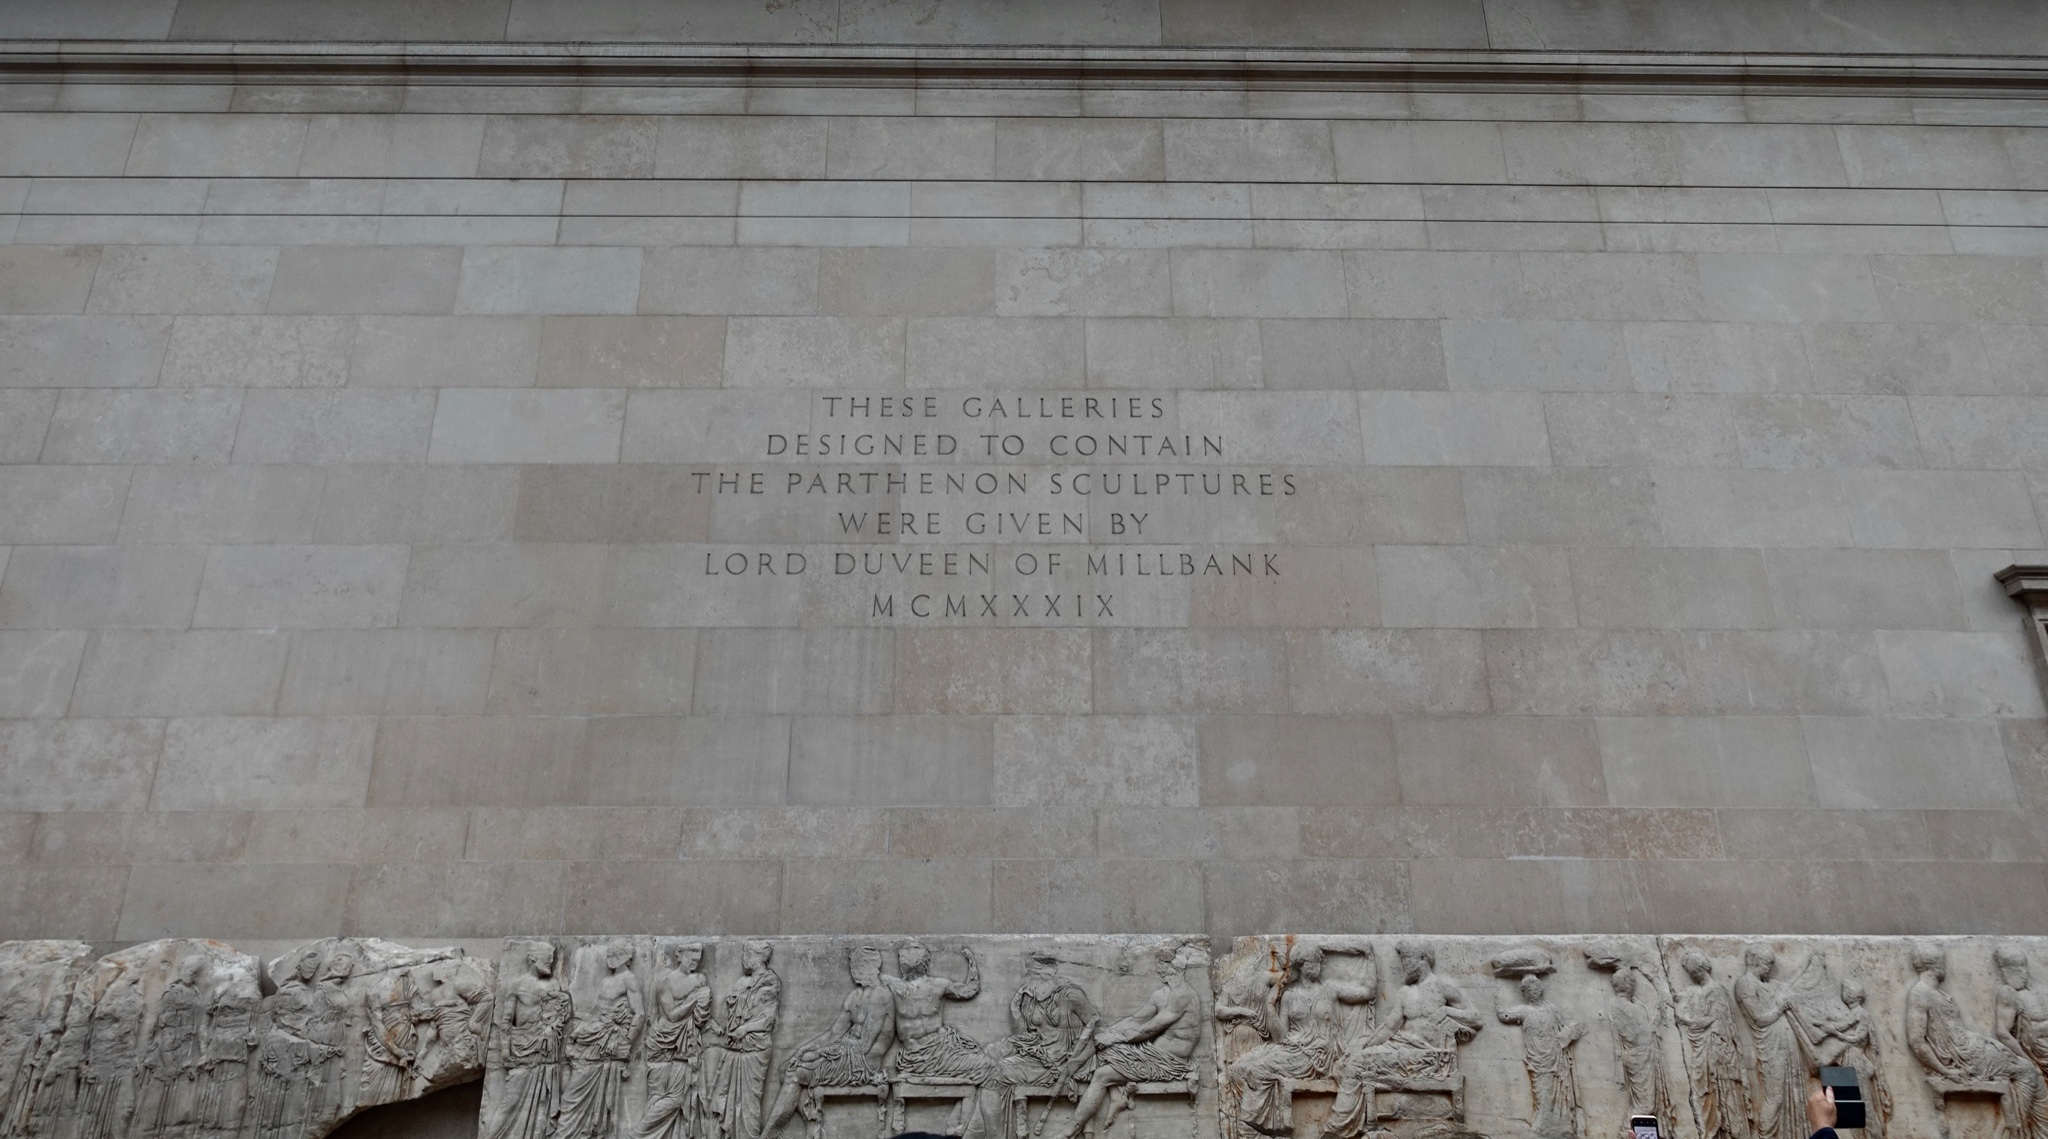 THESE GALLERIES
DESIGNED TO CONTAIN
THE PARTHENON SCULPTURES
WERE GIVEN BY
LORD DUVEEN OF MILLBANK
MCMXXXIX